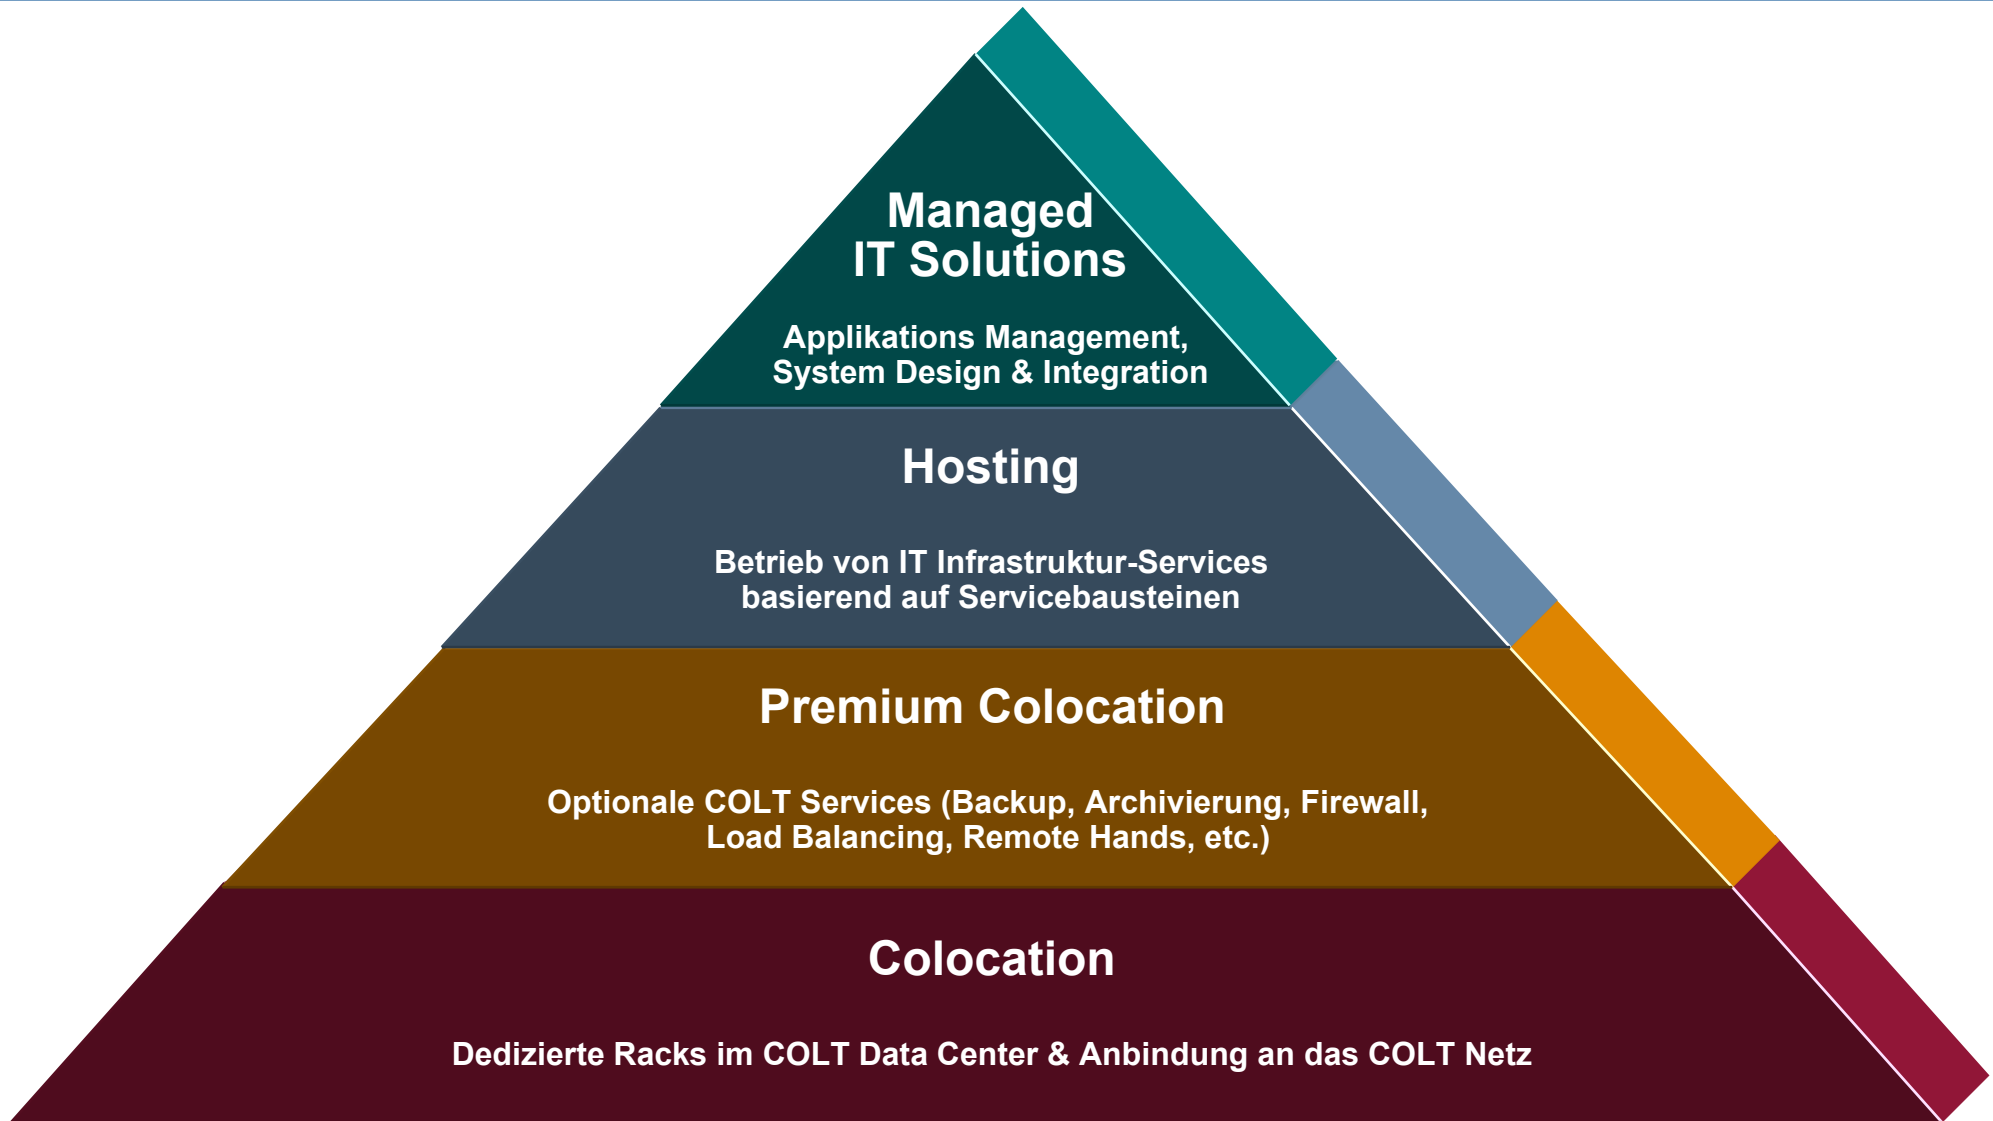 Managed
IT Solutions
Applikations Management,
System Design & Integration
Hosting
Betrieb von IT Infrastruktur-Services
basierend auf Servicebausteinen
Premium Colocation
Optionale COLT Services (Backup, Archivierung, Firewall,
Load Balancing, Remote Hands, etc.)
Colocation
Dedizierte Racks im COLT Data Center & Anbindung an das COLT Netz